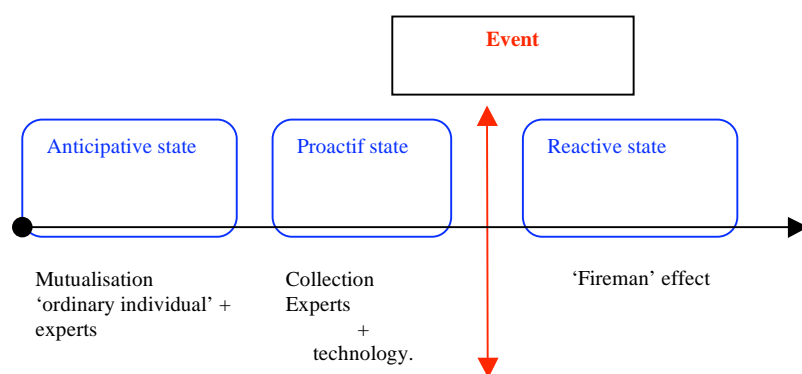 Event
Anticipative state
Proactif state
Reactive state
Mutualisation
‘ordinary individual’ +
experts
Collection
Experts
+
technology.
‘Fireman’ effect